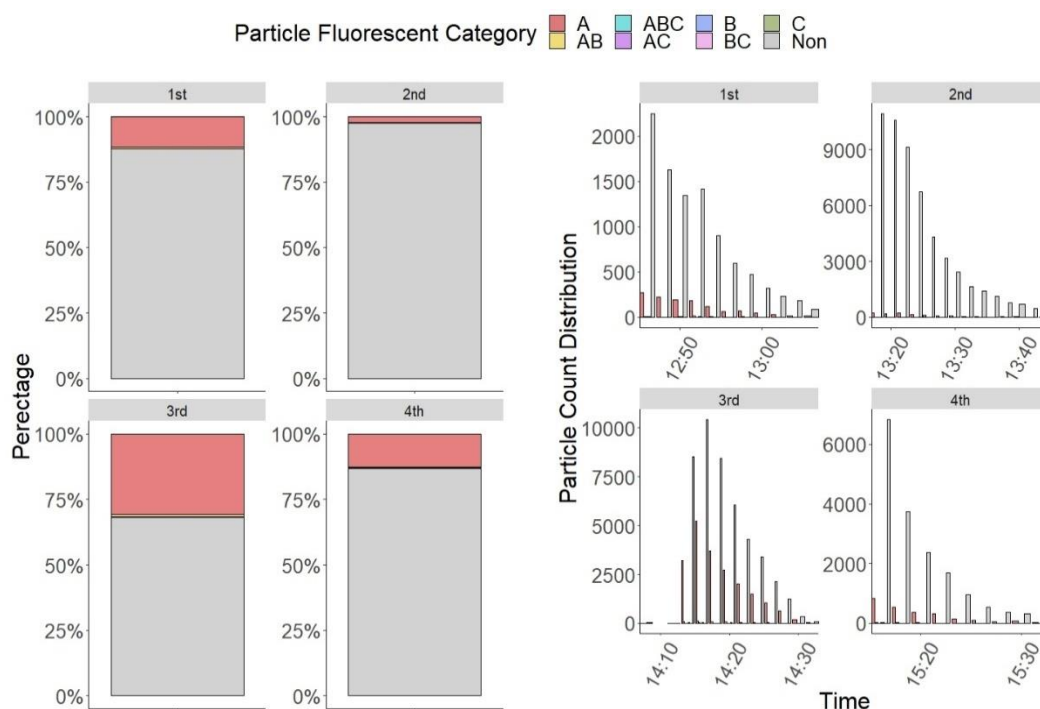 Particle Fluorescent Category A ABC B C
AB AC BC Non
1st 2nd
100% 100%
75% 75%
50% 50%
25% 25%
0% 0%
3rd 4th
100% 100%
75% 75%
50% 50%
25% 25%
0% 0%
Perectage
1st 2nd
2000 9000
1500 6000
1000 3000
500 0
0
12:50 13:00 13:20 13:30 13:40
3rd 4th
10000 6000
7500 4000
5000 2000
2500 0
0
14:10 14:20 14:30 15:20 15:30
Particle Count Distribution
Time